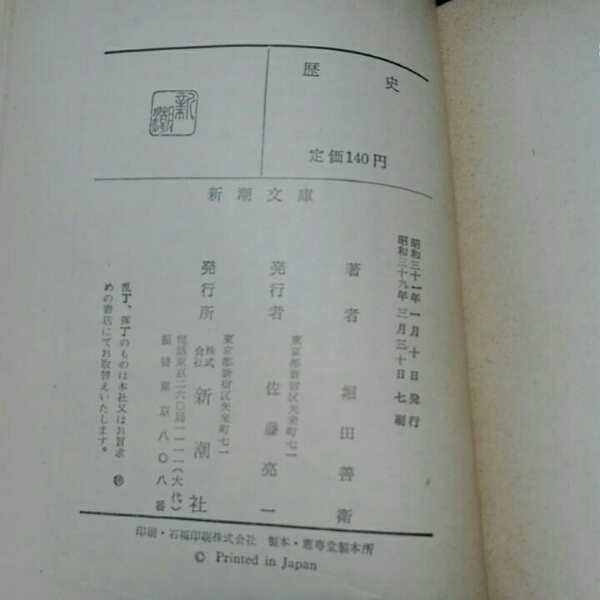 歴史
定価140円
新潮
新潮文庫
昭和三十一年一月十日発行
昭和三十九年三月三十日七刷
著者 堀田善衛
東京都新宿区矢来町七一
発行者 佐藤亮一
東京都新宿区矢来町七一
発行所 株式会社新潮社
電話東京二六〇局一一一一(大代)
振替東京八〇八番
乱丁、落丁のものは本社又はお買求
めの書店にてお取替えいたします。
印刷・石福印刷株式会社 製本・憲専堂製本所
© Printed in Japan